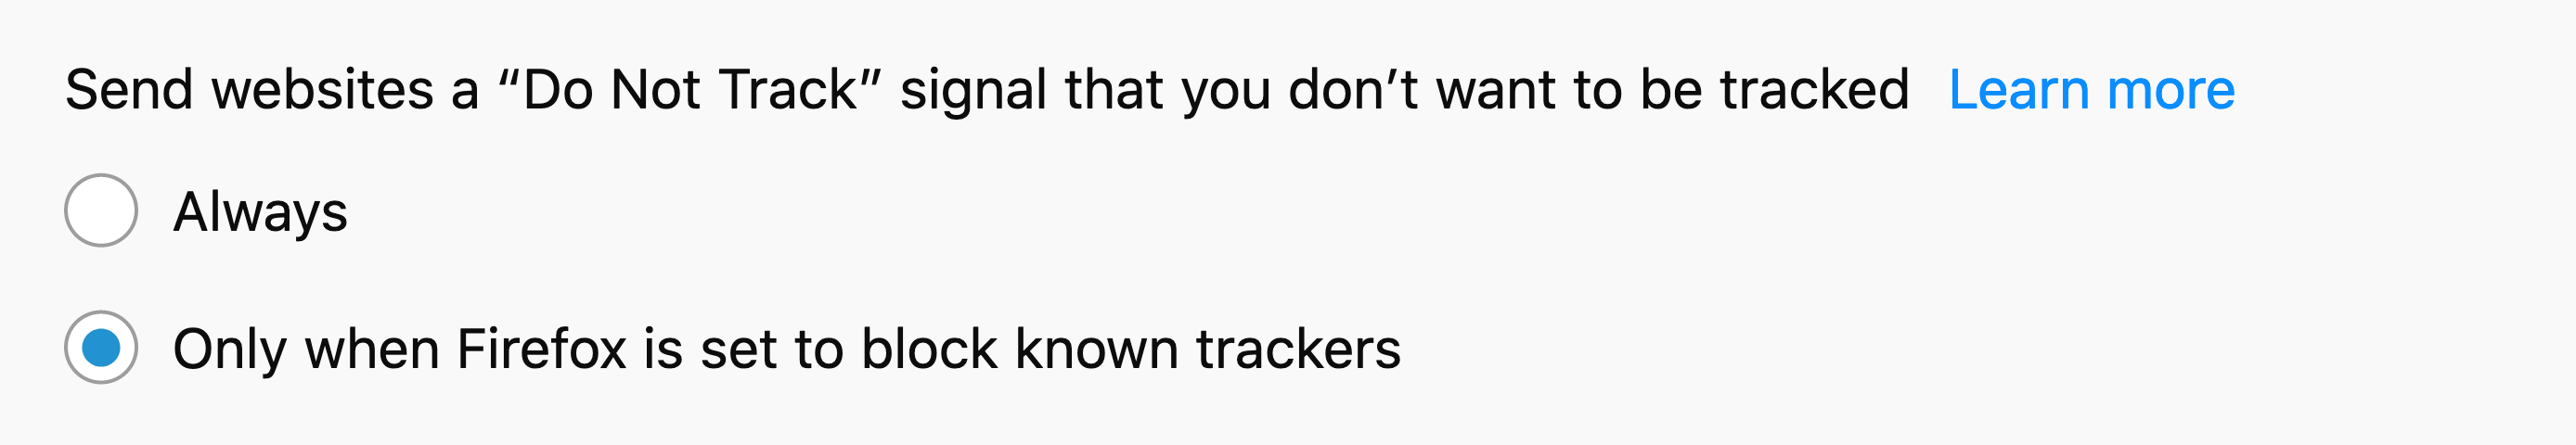 Send websites a “Do Not Track” signal that you don’t want to be tracked Learn more
Always
Only when Firefox is set to block known trackers